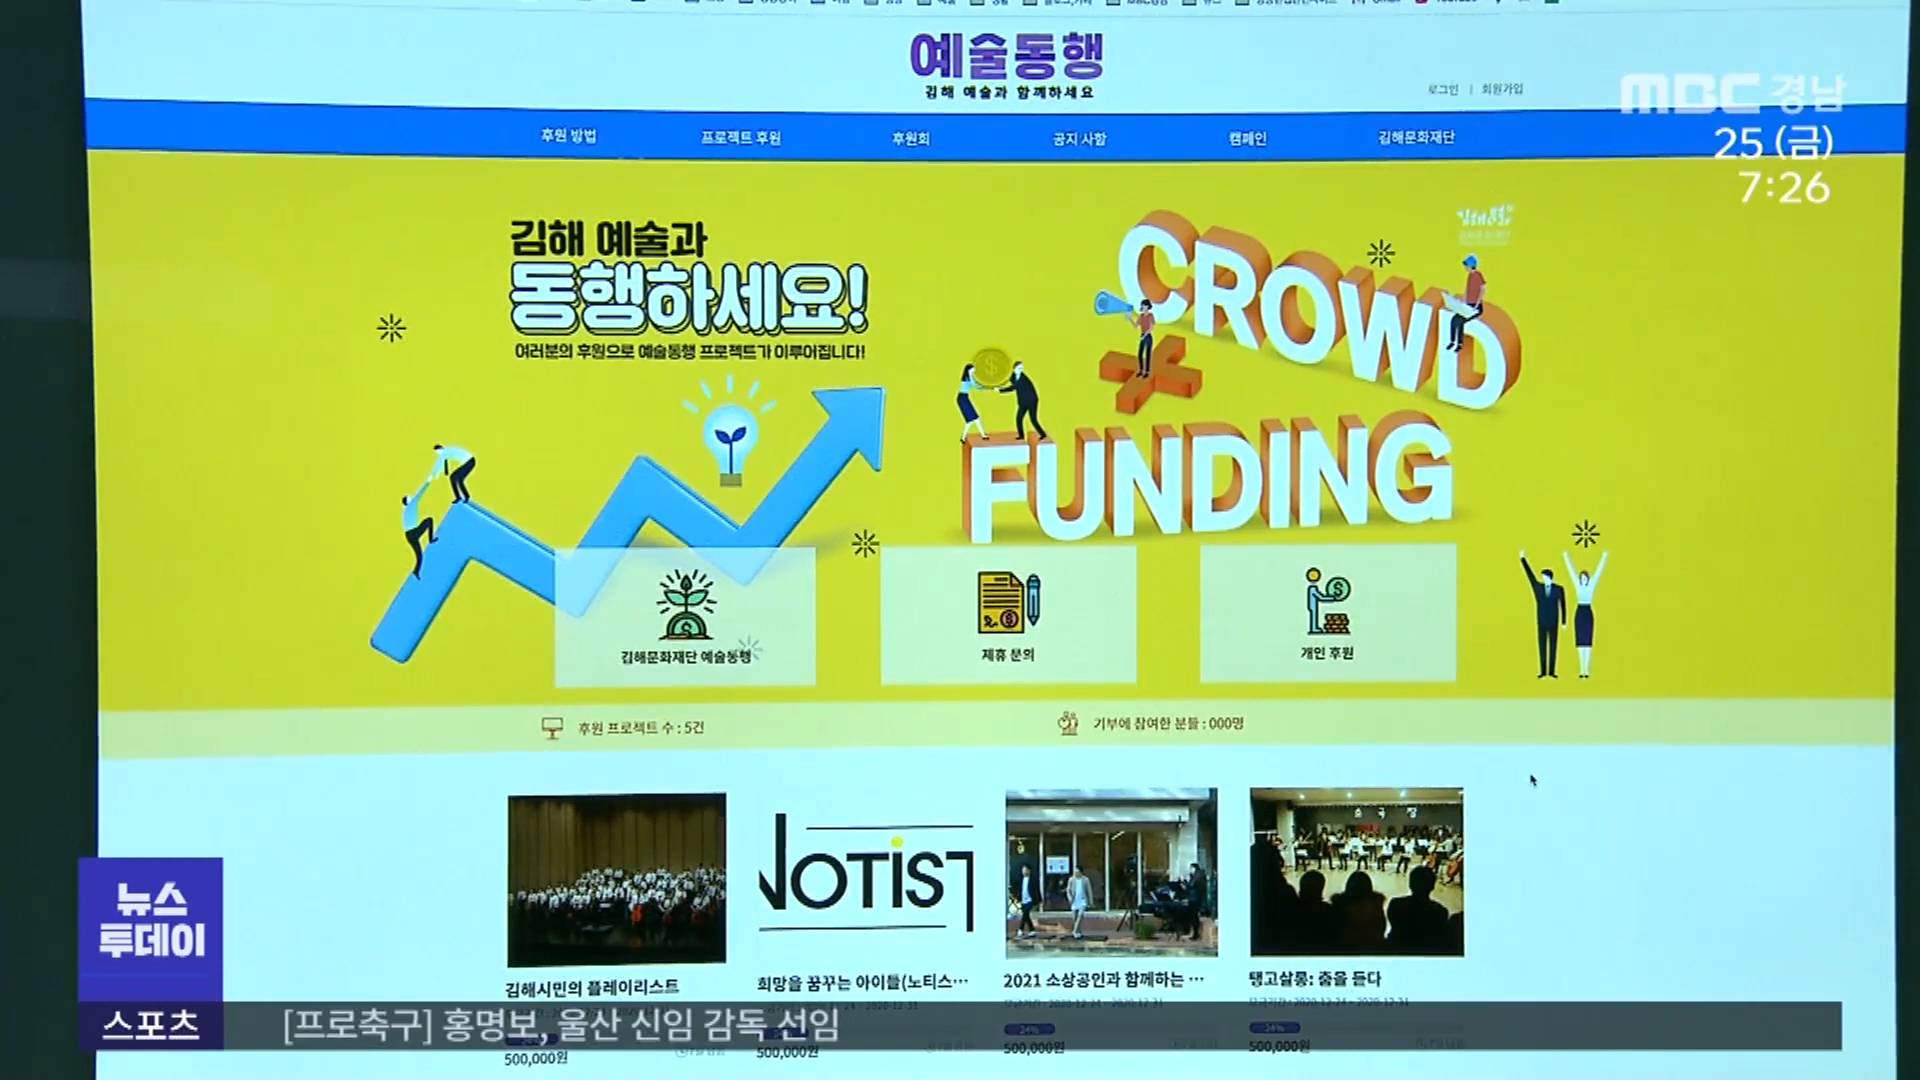 예술동행
김해 예술과 함께하세요
로그인 | 회원가입
MBC 경남
25 (금)
7:26
후원 방법 프로젝트 후원 후원회 공지 사항 캠페인 김해문화재단
김해 예술과
동행하세요!
여러분의 후원으로 예술동행 프로젝트가 이루어집니다!
CROWD
FUNDING
김해문화재단 예술동행
제휴 문의
개인 후원
후원 프로젝트 수 : 5건
기부에 참여한 분들 : 000명
NOTiST
김해시민의 플레이리스트
희망을 꿈꾸는 아이들(노티스…
2021 소상공인과 함께하는 …
탱고살롱: 춤을 듣다
24%
24%
500,000원
500,000원
500,000원
500,000원
뉴스
투데이
스포츠
[프로축구] 홍명보, 울산 신임 감독 선임